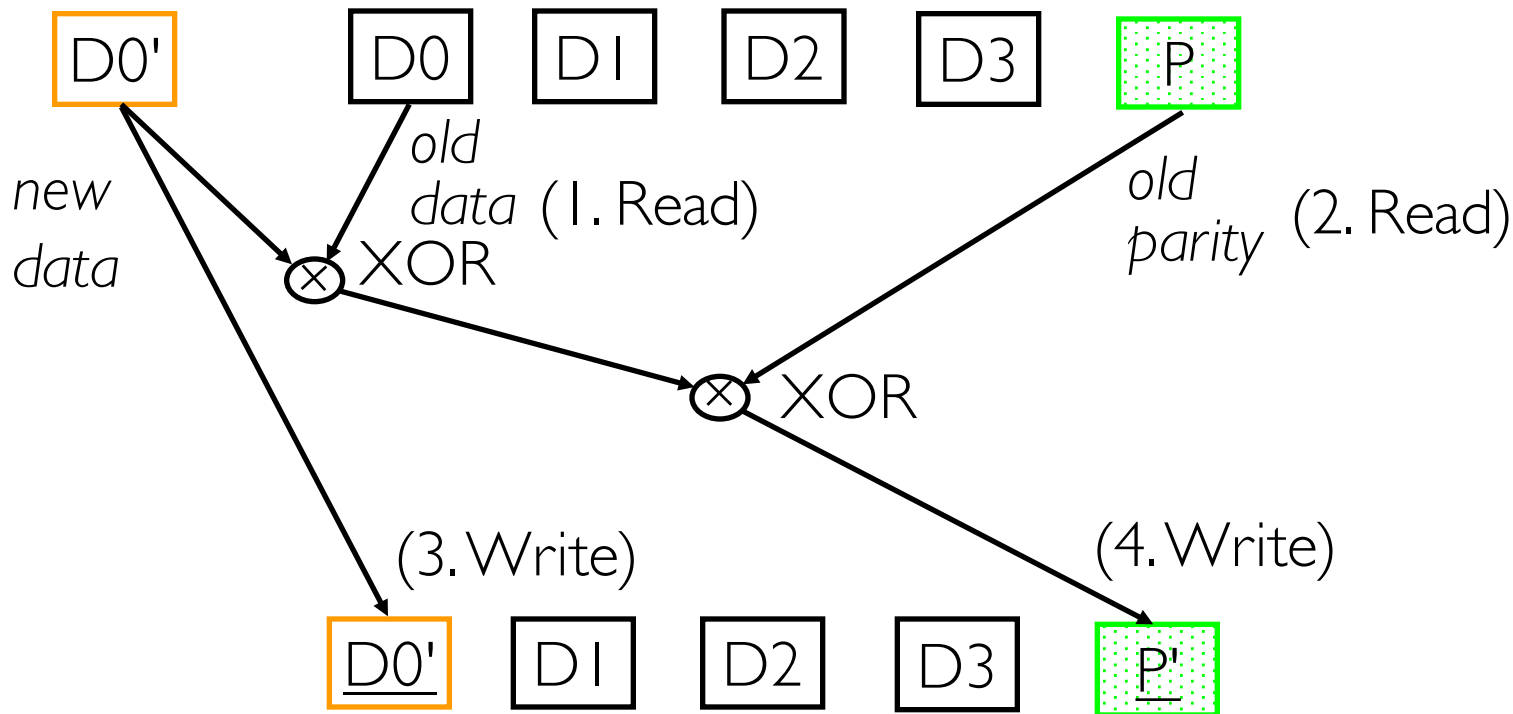 D0' D0 D1 D2 D3 P
new
data
old
data (1. Read)
old
parity (2. Read)
× XOR
× XOR
(3. Write) (4. Write)
D0' D1 D2 D3 P'